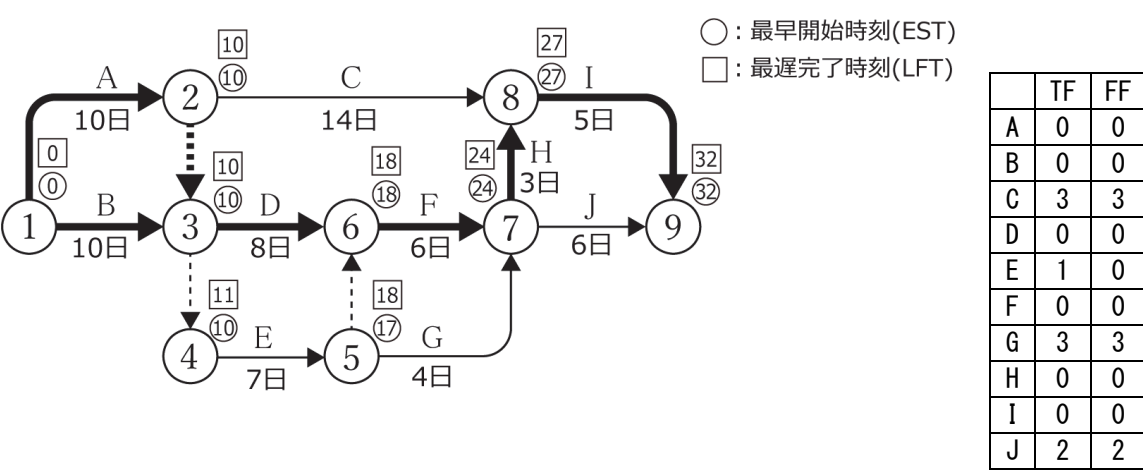 10
10
27
27
○：最早開始時刻(EST)
□：最遅完了時刻(LFT)
A
10日
2
C
14日
8
I
5日
0
0
10
10
18
18
24
24
H
3日
32
32
1
B
10日
3
D
8日
6
F
6日
7
J
6日
9
11
10
18
17
4
E
7日
5
G
4日
TF FF
A 0 0
B 0 0
C 3 3
D 0 0
E 1 0
F 0 0
G 3 3
H 0 0
I 0 0
J 2 2